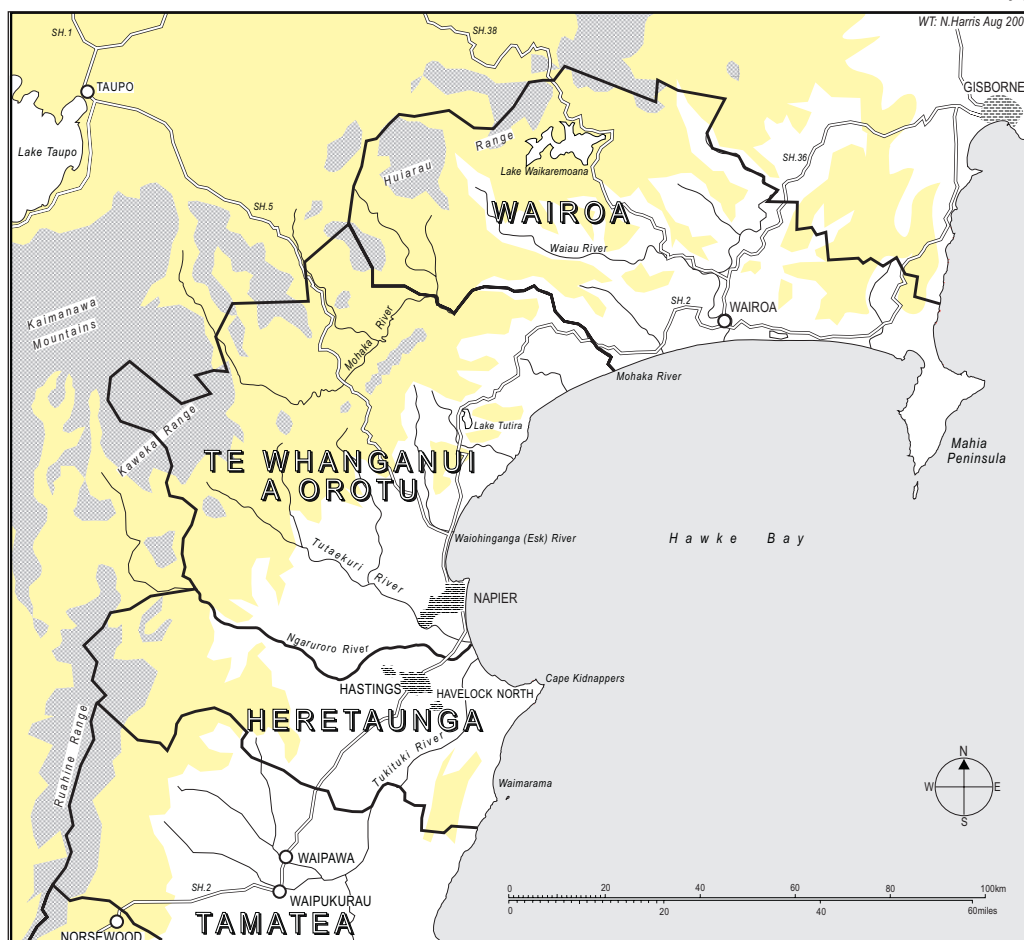 WT: N.Harris Aug 200
SH.1
SH.38
TAUPO
GISBORNE
Lake Taupo
Huiarau Range
Lake Waikaremoana
SH.36
SH.5
WAIROA
Waiau River
Kaimanawa
Mountains
SH.2
WAIROA
Mohaka River
Mohaka River
Kaweka Range
Lake Tutira
Mahia
Peninsula
TE WHANGANUI
A OROTU
Waiohinganga (Esk) River
Hawke Bay
Tutaekuri River
NAPIER
Ngaruroro River
HASTINGS
HAVELOCK NORTH
Cape Kidnappers
HERETAUNGA
Ruahine Range
Tukituki River
Waimarama
N
W E
S
WAIPAWA
SH.2
WAIPUKURAU
0 20 40 60 80 100km
0 20 40 60miles
TAMATEA
NORSEWOOD